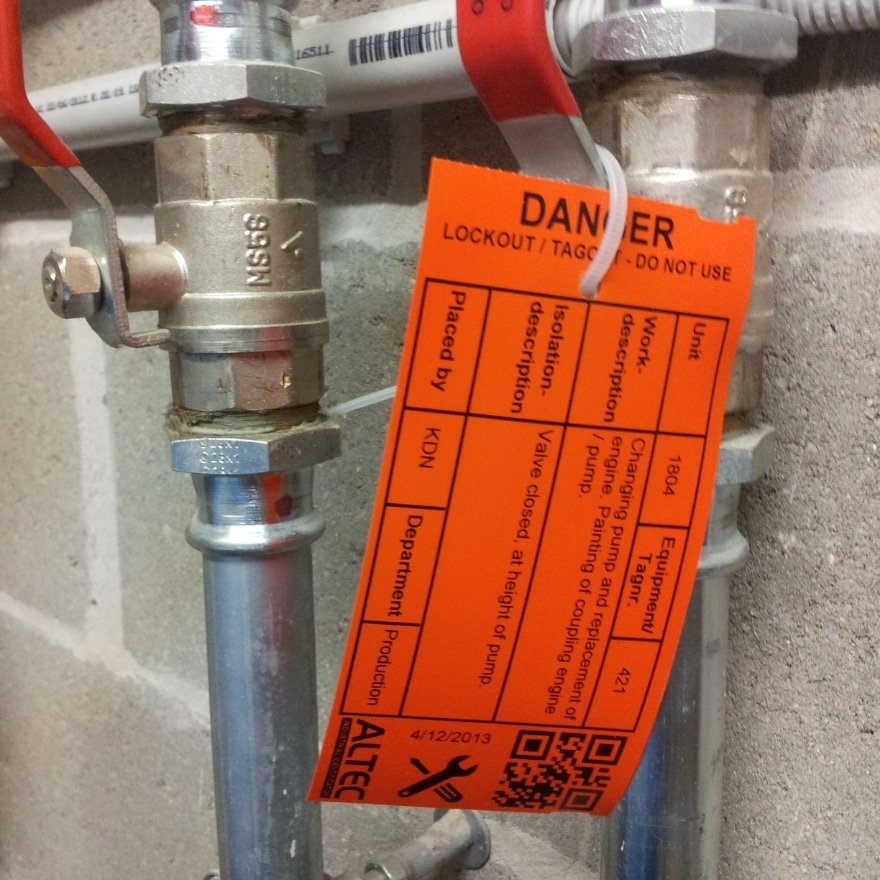 16511
MS58
DANGER
LOCKOUT / TAGOUT - DO NOT USE
Unit
1804
Equipment/
Tagnr.
421
Work-
description
Changing pump and replacement of
engine. Painting of coupling engine
/ pump.
Isolation-
description
Valve closed, at height of pump.
Placed by
KDN
Department
Production
4/12/2013
ALTEC